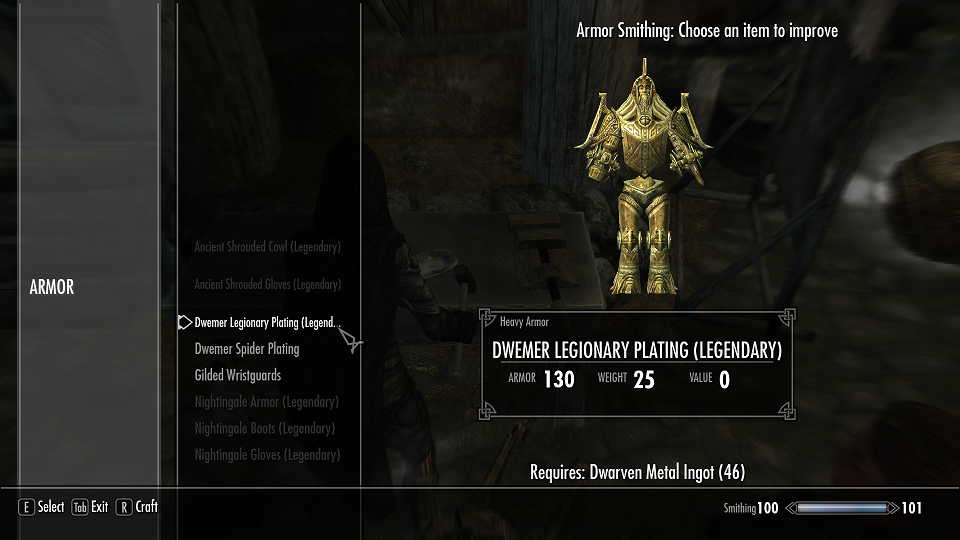 Armor Smithing: Choose an item to improve
ARMOR
Ancient Shrouded Cowl (Legendary)
Ancient Shrouded Gloves (Legendary)
Dwemer Legionary Plating (Legend...
Dwemer Spider Plating
Gilded Wristguards
Nightingale Armor (Legendary)
Nightingale Boots (Legendary)
Nightingale Gloves (Legendary)
Heavy Armor
DWEMER LEGIONARY PLATING (LEGENDARY)
ARMOR 130 WEIGHT 25 VALUE 0
Requires: Dwarven Metal Ingot (46)
E Select Tab Exit R Craft
Smithing 100 101